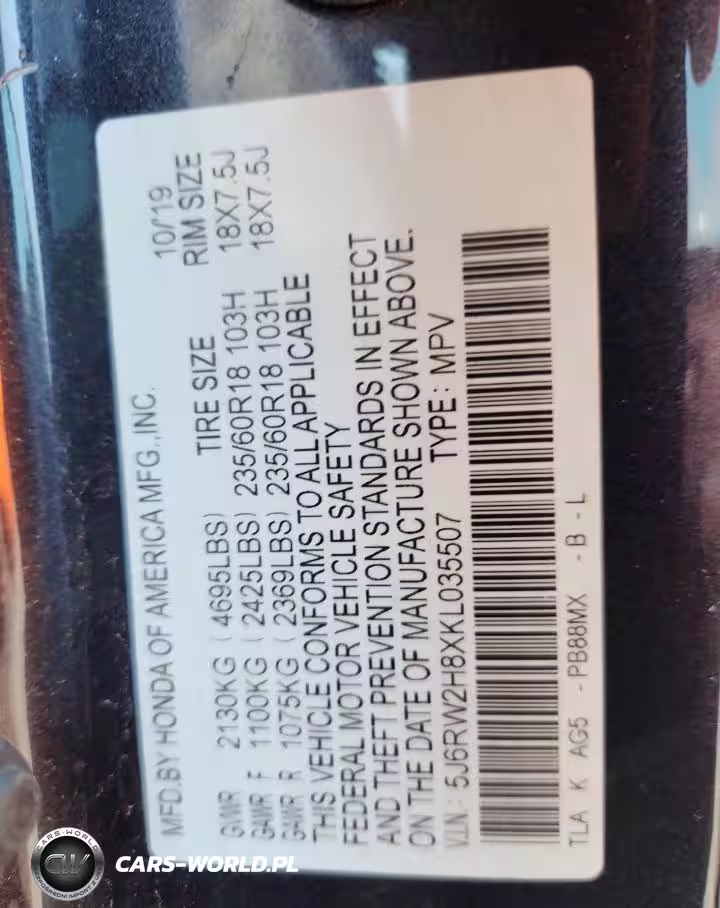 MFD.BY HONDA OF AMERICA MFG.,INC. 10/19
GVWR 2130KG (4695LBS) TIRE SIZE RIM SIZE
GAWR F 1100KG (2425LBS) 235/60R18 103H 18X7.5J
GAWR R 1075KG (2369LBS) 235/60R18 103H 18X7.5J
THIS VEHICLE CONFORMS TO ALL APPLICABLE
FEDERAL MOTOR VEHICLE SAFETY
AND THEFT PREVENTION STANDARDS IN EFFECT
ON THE DATE OF MANUFACTURE SHOWN ABOVE.
V.I.N.: 5J6RW2H8XKL035507 TYPE: MPV
TLA K AG5 - PB88MX - B - L
CARS-WORLD
CW
CARS-WORLD.PL